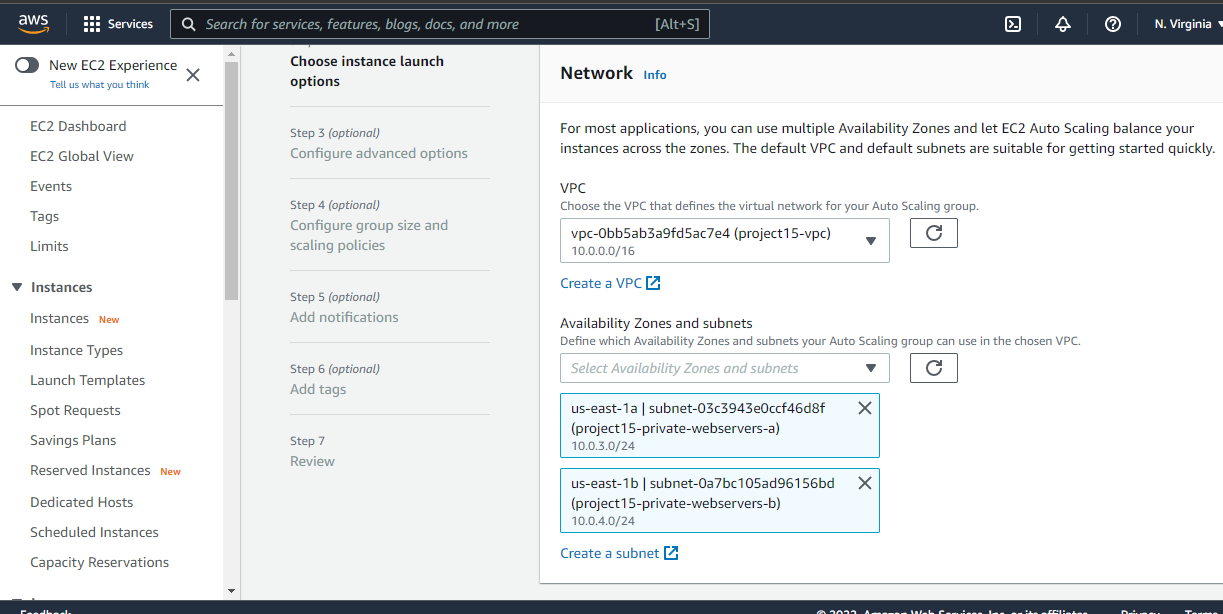 aws
Services
Search for services, features, blogs, docs, and more
[Alt+S]
N. Virginia
New EC2 Experience
Tell us what you think
EC2 Dashboard
EC2 Global View
Events
Tags
Limits
Instances
Instances New
Instance Types
Launch Templates
Spot Requests
Savings Plans
Reserved Instances New
Dedicated Hosts
Scheduled Instances
Capacity Reservations
Choose instance launch
options
Step 3 (optional)
Configure advanced options
Step 4 (optional)
Configure group size and
scaling policies
Step 5 (optional)
Add notifications
Step 6 (optional)
Add tags
Step 7
Review
Network Info
For most applications, you can use multiple Availability Zones and let EC2 Auto Scaling balance your
instances across the zones. The default VPC and default subnets are suitable for getting started quickly.
VPC
Choose the VPC that defines the virtual network for your Auto Scaling group.
vpc-0bb5ab3a9fd5ac7e4 (project15-vpc)
10.0.0.0/16
Create a VPC
Availability Zones and subnets
Define which Availability Zones and subnets your Auto Scaling group can use in the chosen VPC.
Select Availability Zones and subnets
us-east-1a | subnet-03c3943e0ccf46d8f
(project15-private-webservers-a)
10.0.3.0/24
us-east-1b | subnet-0a7bc105ad96156bd
(project15-private-webservers-b)
10.0.4.0/24
Create a subnet
Feedback
© 2022, Amazon Web Services, Inc. or its affiliates.
Privacy
Terms